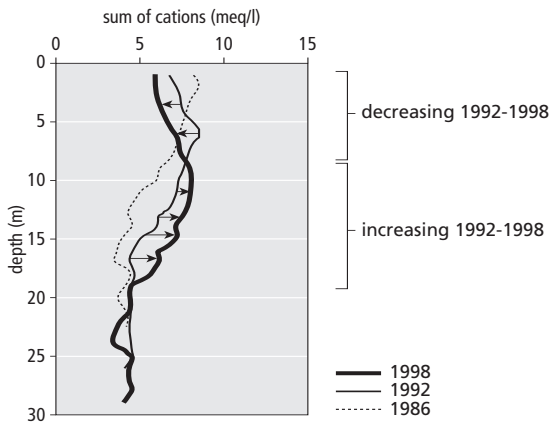 sum of cations (meq/l)
0 5 10 15
0
5
10
15
20
25
30
depth (m)
decreasing 1992-1998
increasing 1992-1998
1998
1992
1986